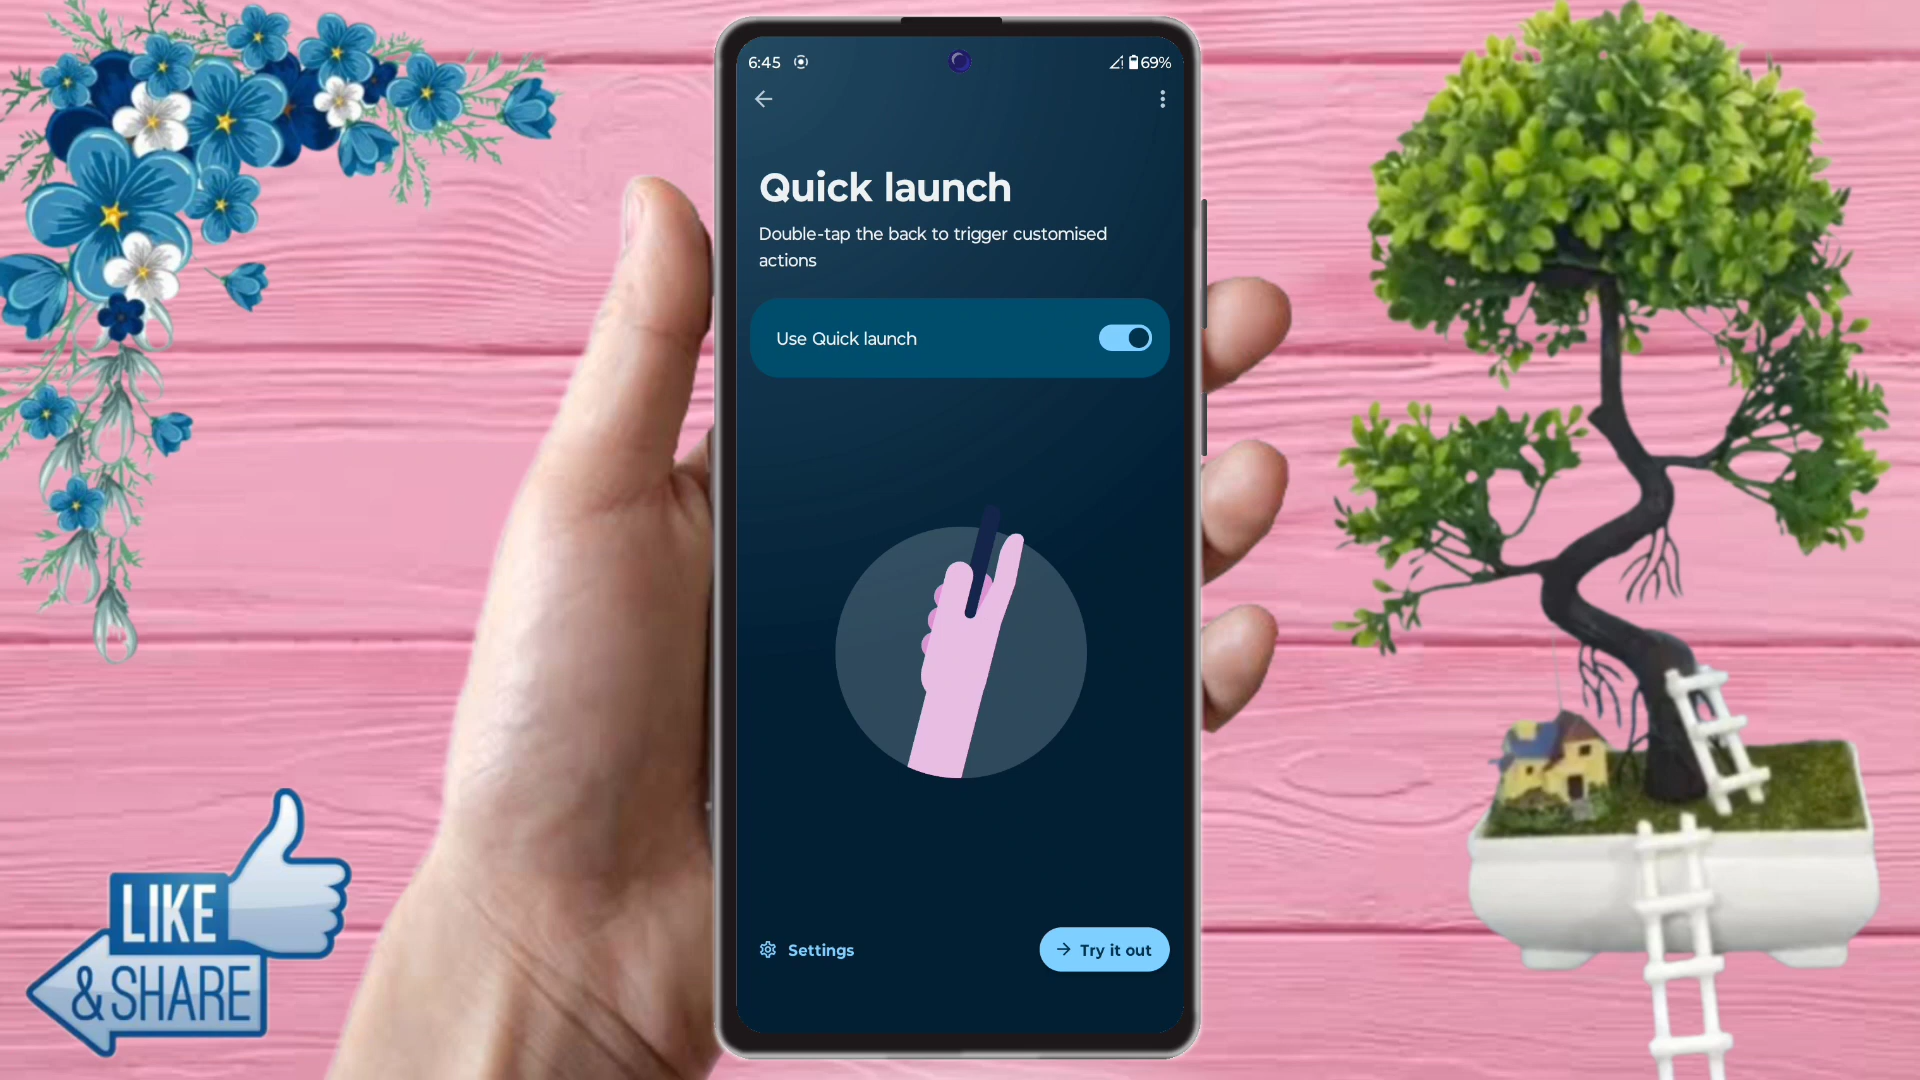 6:45
69%
Quick launch
Double-tap the back to trigger customised
actions
Use Quick launch
Settings
Try it out
LIKE
& SHARE